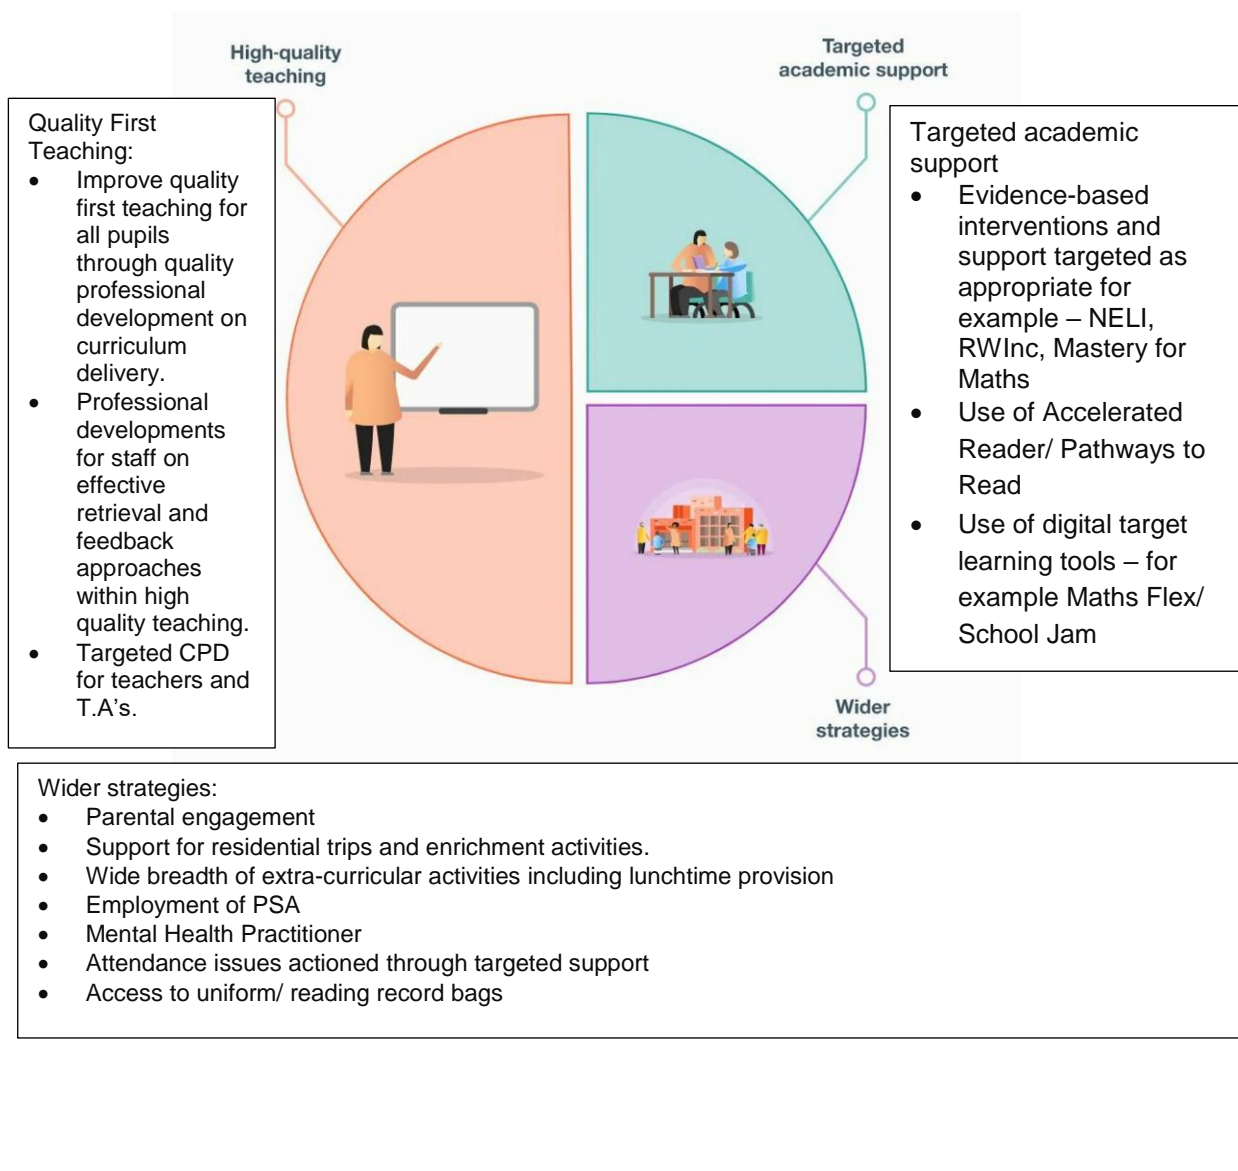 High-quality
teaching
Targeted
academic support
Quality First
Teaching:
• Improve quality
first teaching for
all pupils
through quality
professional
development on
curriculum
delivery.
• Professional
developments
for staff on
effective
retrieval and
feedback
approaches
within high
quality teaching.
• Targeted CPD
for teachers and
T.A's.
Targeted academic
support
• Evidence-based
interventions and
support targeted as
appropriate for
example – NELI,
RWInc, Mastery for
Maths
• Use of Accelerated
Reader/ Pathways to
Read
• Use of digital target
learning tools – for
example Maths Flex/
School Jam
Wider
strategies
Wider strategies:
• Parental engagement
• Support for residential trips and enrichment activities.
• Wide breadth of extra-curricular activities including lunchtime provision
• Employment of PSA
• Mental Health Practitioner
• Attendance issues actioned through targeted support
• Access to uniform/ reading record bags